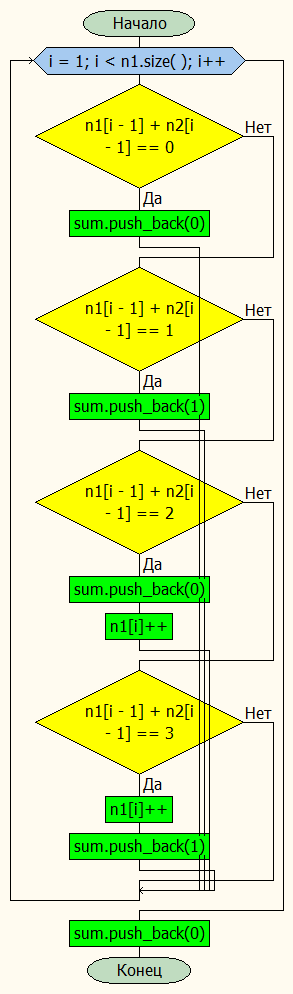 Начало
i = 1; i < n1.size( ); i++
n1[i - 1] + n2[i
- 1] == 0
Нет
Да
sum.push_back(0)
n1[i - 1] + n2[i
- 1] == 1
Нет
Да
sum.push_back(1)
n1[i - 1] + n2[i
- 1] == 2
Нет
Да
sum.push_back(0)
n1[i]++
n1[i - 1] + n2[i
- 1] == 3
Нет
Да
n1[i]++
sum.push_back(1)
sum.push_back(0)
Конец